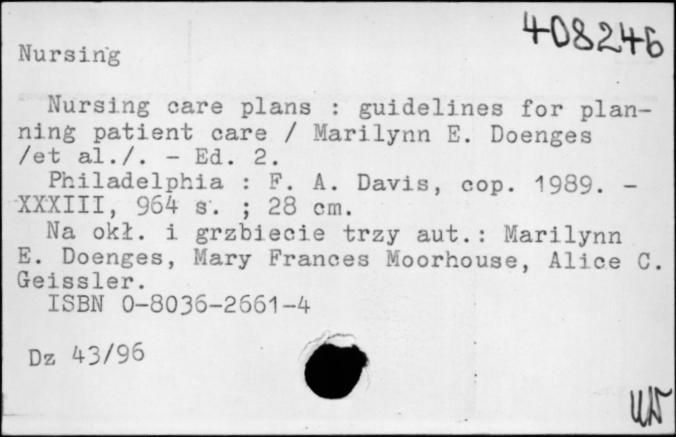 408246
Nursing
Nursing care plans : guidelines for plan-
ning patient care / Marilynn E. Doenges
/et al./. - Ed. 2.
Philadelphia : F. A. Davis, cop. 1989. -
XXXIII, 964 s. ; 28 cm.
Na okł. i grzbiecie trzy aut.: Marilynn
E. Doenges, Mary Frances Moorhouse, Alice C.
Geissler.
ISBN 0-8036-2661-4
Dz 43/96